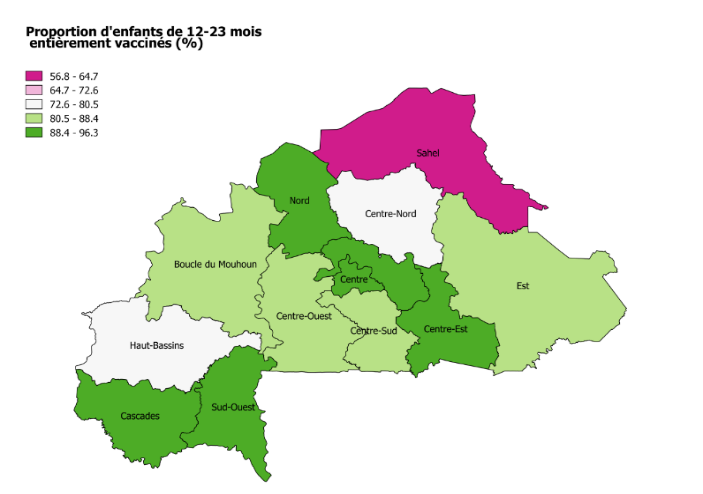 Proportion d'enfants de 12-23 mois
entièrement vaccinés (%)
56.8 - 64.7
64.7 - 72.6
72.6 - 80.5
80.5 - 88.4
88.4 - 96.3
Sahel
Nord
Centre-Nord
Boucle du Mouhoun
Centre
Est
Centre-Ouest
Centre-Sud
Centre-Est
Haut-Bassins
Cascades
Sud-Ouest